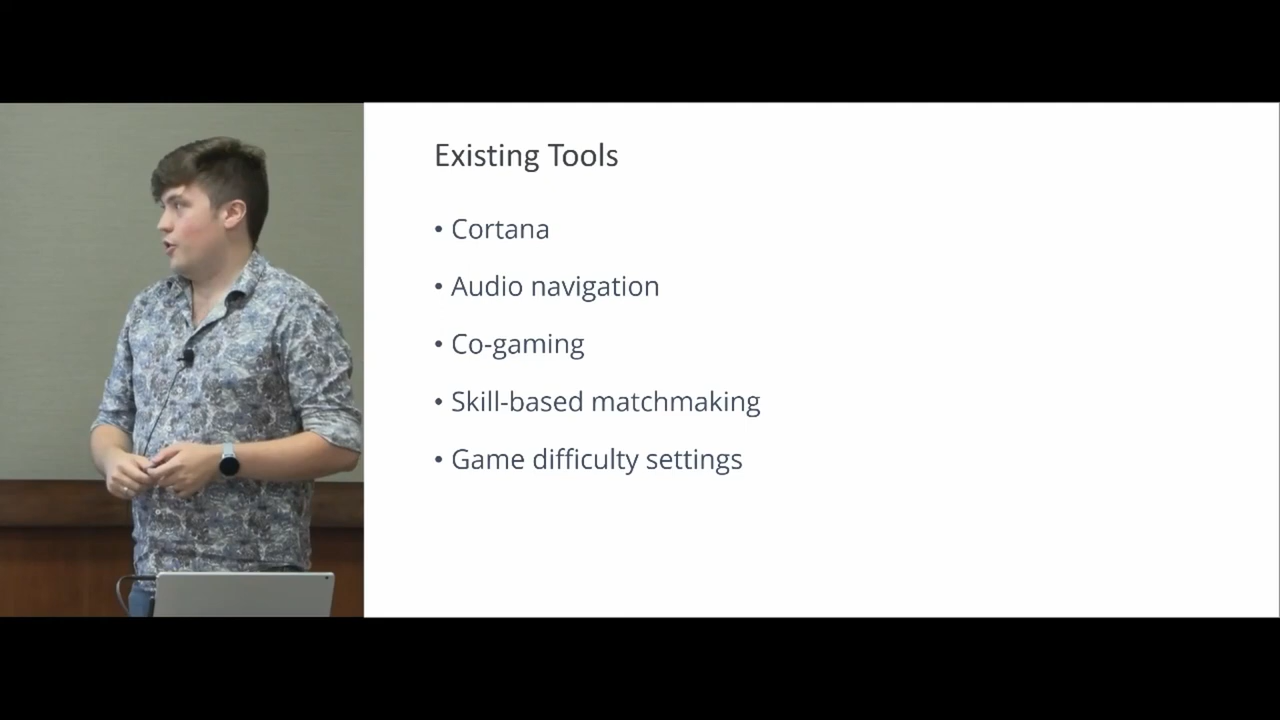 Existing Tools
• Cortana
• Audio navigation
• Co-gaming
• Skill-based matchmaking
• Game difficulty settings